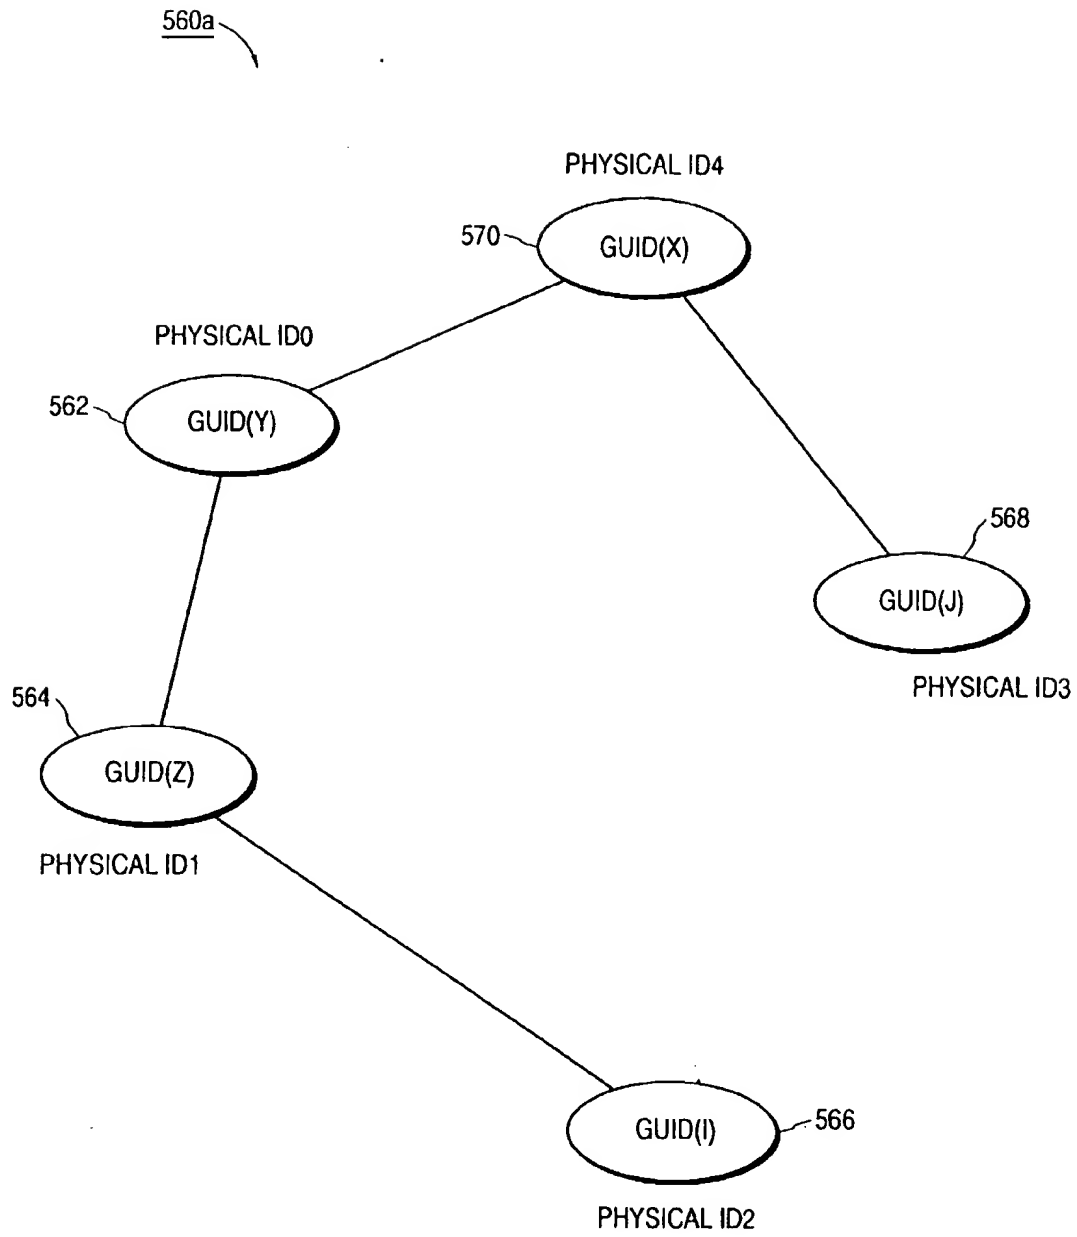 560a
PHYSICAL ID4
570
GUID(X)
PHYSICAL ID0
562
GUID(Y)
568
GUID(J)
PHYSICAL ID3
564
GUID(Z)
PHYSICAL ID1
GUID(I)
566
PHYSICAL ID2